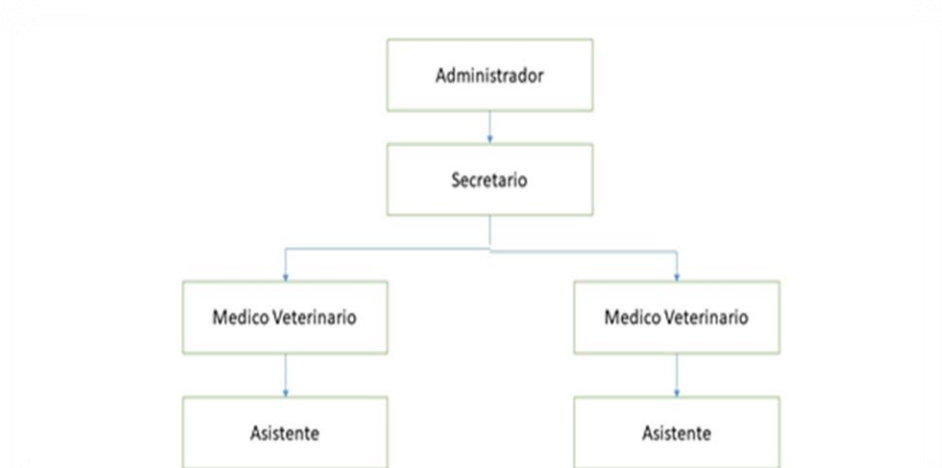 Administrador
Secretario
Medico Veterinario
Medico Veterinario
Asistente
Asistente